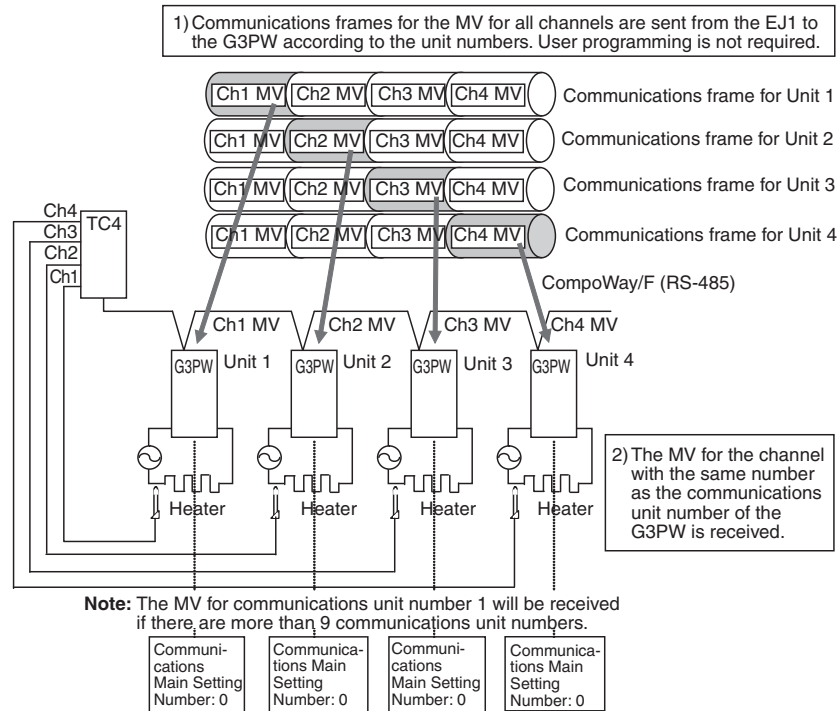 1) Communications frames for the MV for all channels are sent from the EJ1 to
the G3PW according to the unit numbers. User programming is not required.
Ch1 MV Ch2 MV Ch3 MV Ch4 MV Communications frame for Unit 1
Ch1 MV Ch2 MV Ch3 MV Ch4 MV Communications frame for Unit 2
Ch1 MV Ch2 MV Ch3 MV Ch4 MV Communications frame for Unit 3
Ch1 MV Ch2 MV Ch3 MV Ch4 MV Communications frame for Unit 4
Ch4
Ch3
Ch2
Ch1
TC4
CompoWay/F (RS-485)
Ch1 MV Ch2 MV Ch3 MV Ch4 MV
G3PW Unit 1 G3PW Unit 2 G3PW Unit 3 G3PW Unit 4
Heater Heater Heater Heater
2) The MV for the channel
with the same number
as the communications
unit number of the
G3PW is received.
Note: The MV for communications unit number 1 will be received
if there are more than 9 communications unit numbers.
Communi-
cations
Main Setting
Number: 0
Communica-
tions Main
Setting
Number: 0
Communi-
cations
Main Setting
Number: 0
Communica-
tions Main
Setting
Number: 0